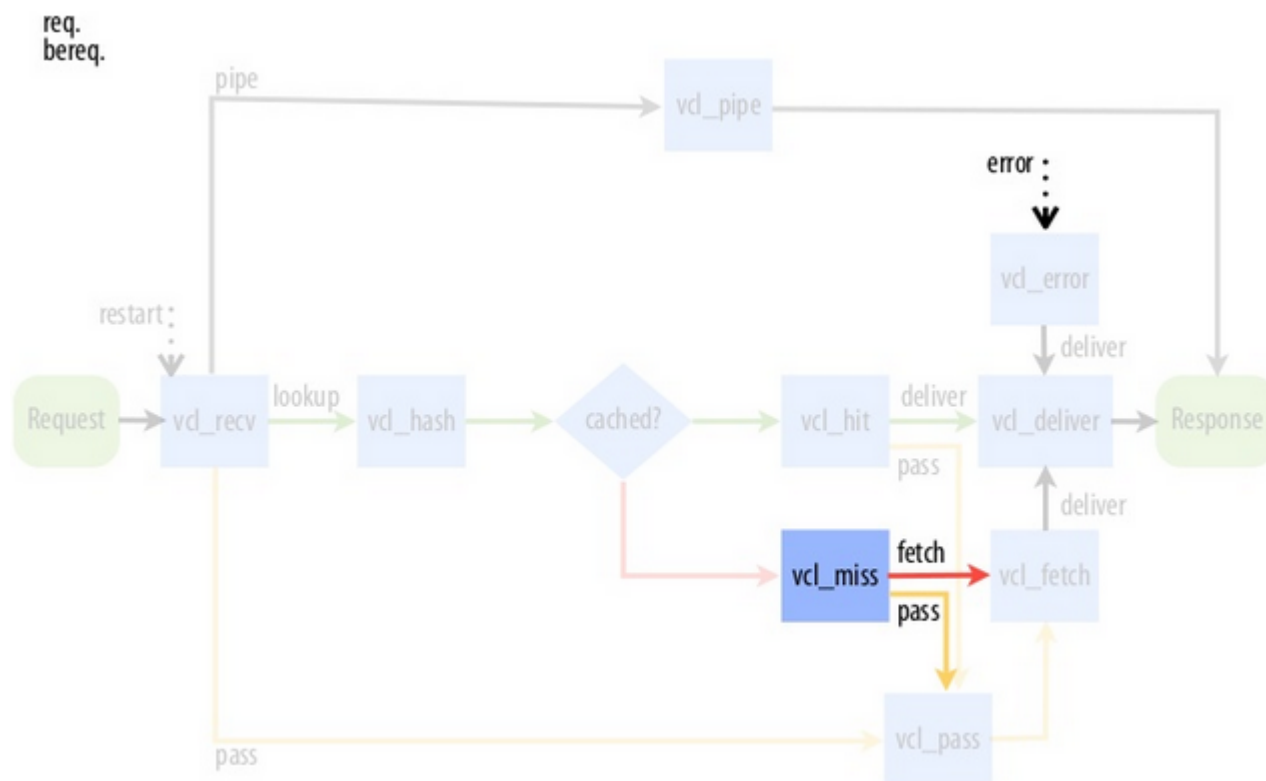 req.
bereq.
pipe
vcl_pipe
error
vcl_error
restart
deliver
Request
vcl_recv
lookup
vcl_hash
cached?
vcl_hit
deliver
vcl_deliver
Response
pass
deliver
vcl_miss
fetch
vcl_fetch
pass
pass
vcl_pass